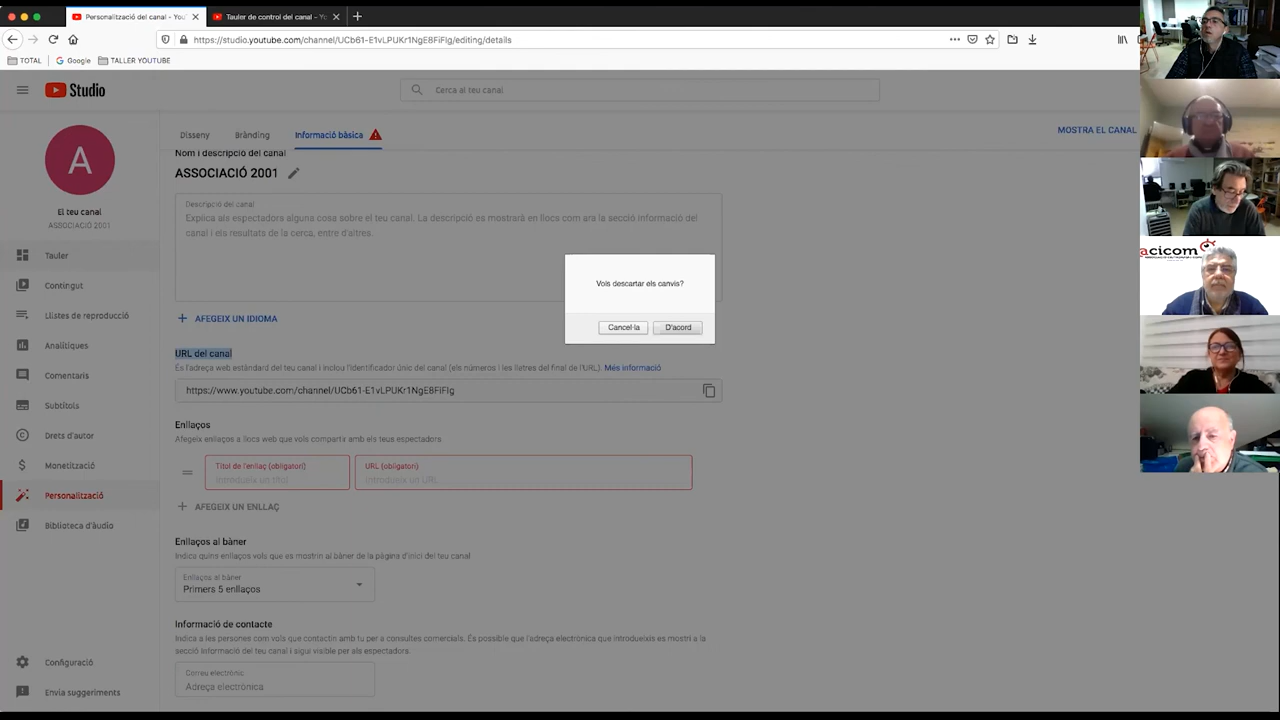 Personalització del canal - You
Tauler de control del canal - Yo
https://studio.youtube.com/channel/UCb61-E1vLPUKr1NgE8FiFIg/editing/details
TOTAL
Google
TALLER YOUTUBE
Studio
Cerca al teu canal
A
El teu canal
ASSOCIACIÓ 2001
Tauler
Contingut
Llistes de reproducció
Analítiques
Comentaris
Subtítols
Drets d'autor
Monetització
Personalització
Biblioteca d'àudio
Configuració
Envia suggeriments
Disseny
Brànding
Informació bàsica
MOSTRA EL CANAL
Nom i descripció del canal
ASSOCIACIÓ 2001
Descripció del canal
Explica als espectadors alguna cosa sobre el teu canal. La descripció es mostrarà en llocs com ara la secció Informació del
canal i els resultats de la cerca, entre d'altres.
AFEGEIX UN IDIOMA
URL del canal
És l'adreça web estàndard del teu canal i inclou l'identificador únic del canal (els números i les lletres del final de l'URL). Més informació
https://www.youtube.com/channel/UCb61-E1vLPUKr1NgE8FiFIg
Enllaços
Afegeix enllaços a llocs web que vols compartir amb els teus espectadors
Títol de l'enllaç (obligatori)
Introdueix un títol
URL (obligatori)
Introdueix un URL
AFEGEIX UN ENLLAÇ
Enllaços al bàner
Indica quins enllaços vols que es mostrin al bàner de la pàgina d'inici del teu canal
Enllaços al bàner
Primers 5 enllaços
Informació de contacte
Indica a les persones com vols que contactin amb tu per a consultes comercials. És possible que l'adreça electrònica que introdueixis es mostri a la
secció Informació del teu canal i sigui visible per als espectadors.
Correu electrònic
Adreça electrònica
Vols descartar els canvis?
Cancel·la
D'acord
acicom